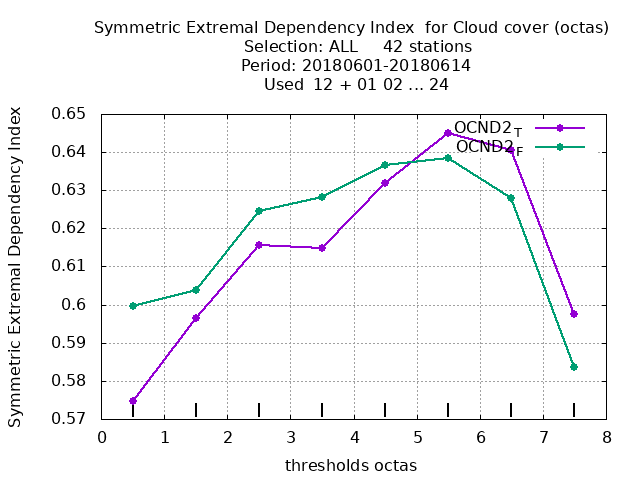 Symmetric Extremal Dependency Index  for Cloud cover (octas)
Selection: ALL     42 stations
Period: 20180601-20180614
Used  12 + 01 02 ... 24
Symmetric Extremal Dependency Index
0.65
0.64
0.63
0.62
0.61
0.6
0.59
0.58
0.57
OCND2T
OCND2F
0 1 2 3 4 5 6 7 8
thresholds octas